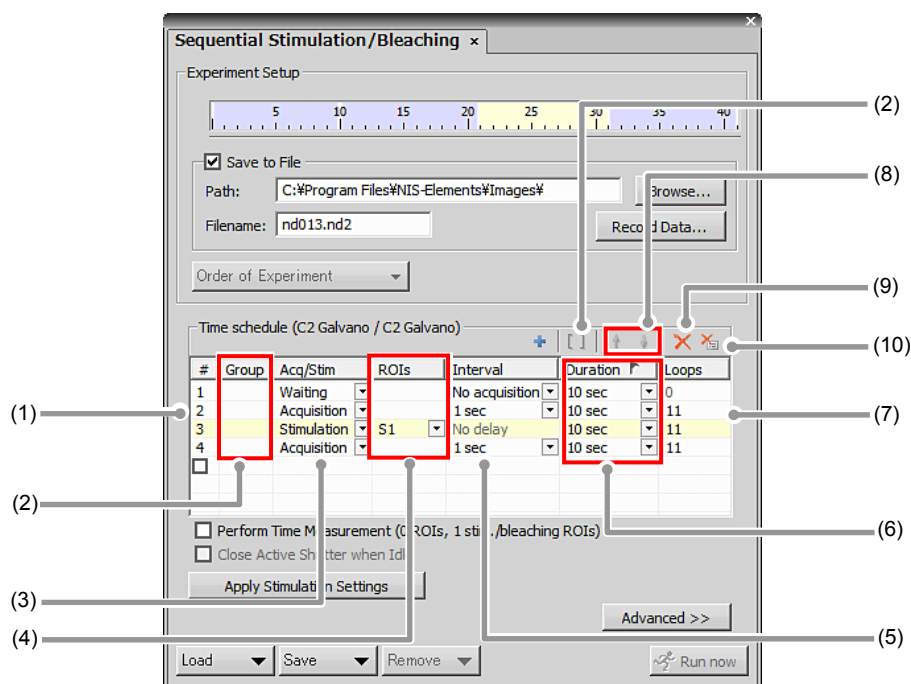 Sequential Stimulation/Bleaching ×
Experiment Setup
5 10 15 20 25 30 35 40
(2)
Save to File
(8)
Path: C:¥Program Files¥NIS-Elements¥Images¥ Browse...
Filename: nd013.nd2 Record Data...
Order of Experiment
(9)
Time schedule (C2 Galvano / C2 Galvano)
(10)
# Group Acq/Stim ROIs Interval Duration Loops
1 Waiting No acquisition 10 sec 0
(1) 2 Acquisition 1 sec 10 sec 11 (7)
3 Stimulation S1 No delay 10 sec 11
4 Acquisition 1 sec 10 sec 11
(2)
Perform Time Measurement (0 ROIs, 1 stim./bleaching ROIs) (6)
Close Active Shutter when Idle
Apply Stimulation Settings
(3)
Advanced >>
(4) (5)
Load Save Remove Run now